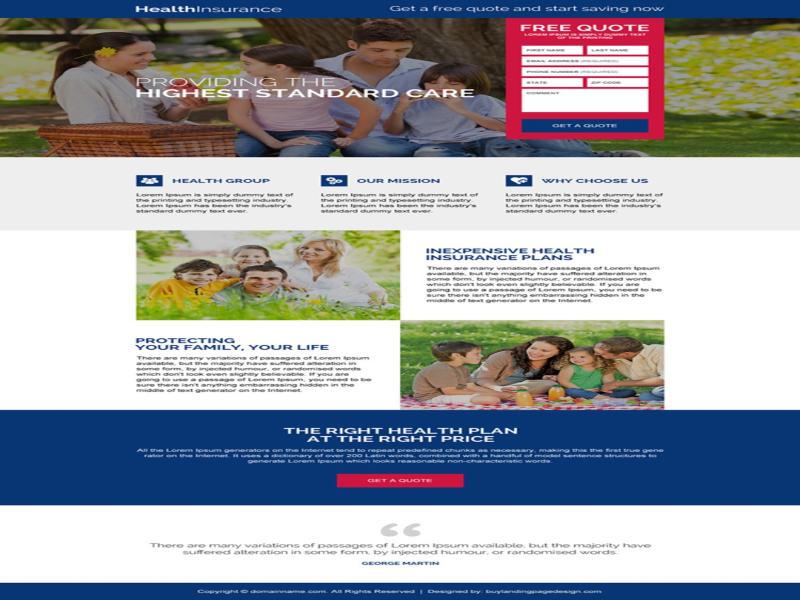 HealthInsurance
Get a free quote and start saving now
PROVIDING THE
HIGHEST STANDARD CARE
FREE QUOTE
LOREM IPSUM IS SIMPLY DUMMY TEXT
OF THE PRINTING
FIRST NAME
LAST NAME
EMAIL ADDRESS (REQUIRED)
PHONE NUMBER (REQUIRED)
STATE
ZIP CODE
COMMENT
GET A QUOTE
HEALTH GROUP
Lorem Ipsum is simply dummy text of
the printing and typesetting industry.
Lorem Ipsum has been the industry's
standard dummy text ever.
OUR MISSION
Lorem Ipsum is simply dummy text of
the printing and typesetting industry.
Lorem Ipsum has been the industry's
standard dummy text ever.
WHY CHOOSE US
Lorem Ipsum is simply dummy text of
the printing and typesetting industry.
Lorem Ipsum has been the industry's
standard dummy text ever.
INEXPENSIVE HEALTH
INSURANCE PLANS
There are many variations of passages of Lorem Ipsum
available, but the majority have suffered alteration in
some form, by injected humour, or randomised words
which don't look even slightly believable. If you are
going to use a passage of Lorem Ipsum, you need to be
sure there isn't anything embarrassing hidden in the
middle of text generator on the Internet.
PROTECTING
YOUR FAMILY, YOUR LIFE
There are many variations of passages of Lorem Ipsum
available, but the majority have suffered alteration in
some form, by injected humour, or randomised words
which don't look even slightly believable. If you are
going to use a passage of Lorem Ipsum, you need to be
sure there isn't anything embarrassing hidden in the
middle of text generator on the Internet.
THE RIGHT HEALTH PLAN
AT THE RIGHT PRICE
All the Lorem Ipsum generators on the Internet tend to repeat predefined chunks as necessary, making this the first true gene
rator on the Internet. It uses a dictionary of over 200 Latin words, combined with a handful of model sentence structures to
generate Lorem Ipsum which looks reasonable non-characteristic words.
GET A QUOTE
There are many variations of passages of Lorem Ipsum available, but the majority have
suffered alteration in some form, by injected humour, or randomised words.
GEORGE MARTIN
Copyright © domainname.com. All Rights Reserved | Designed by: buylandingpagedesign.com